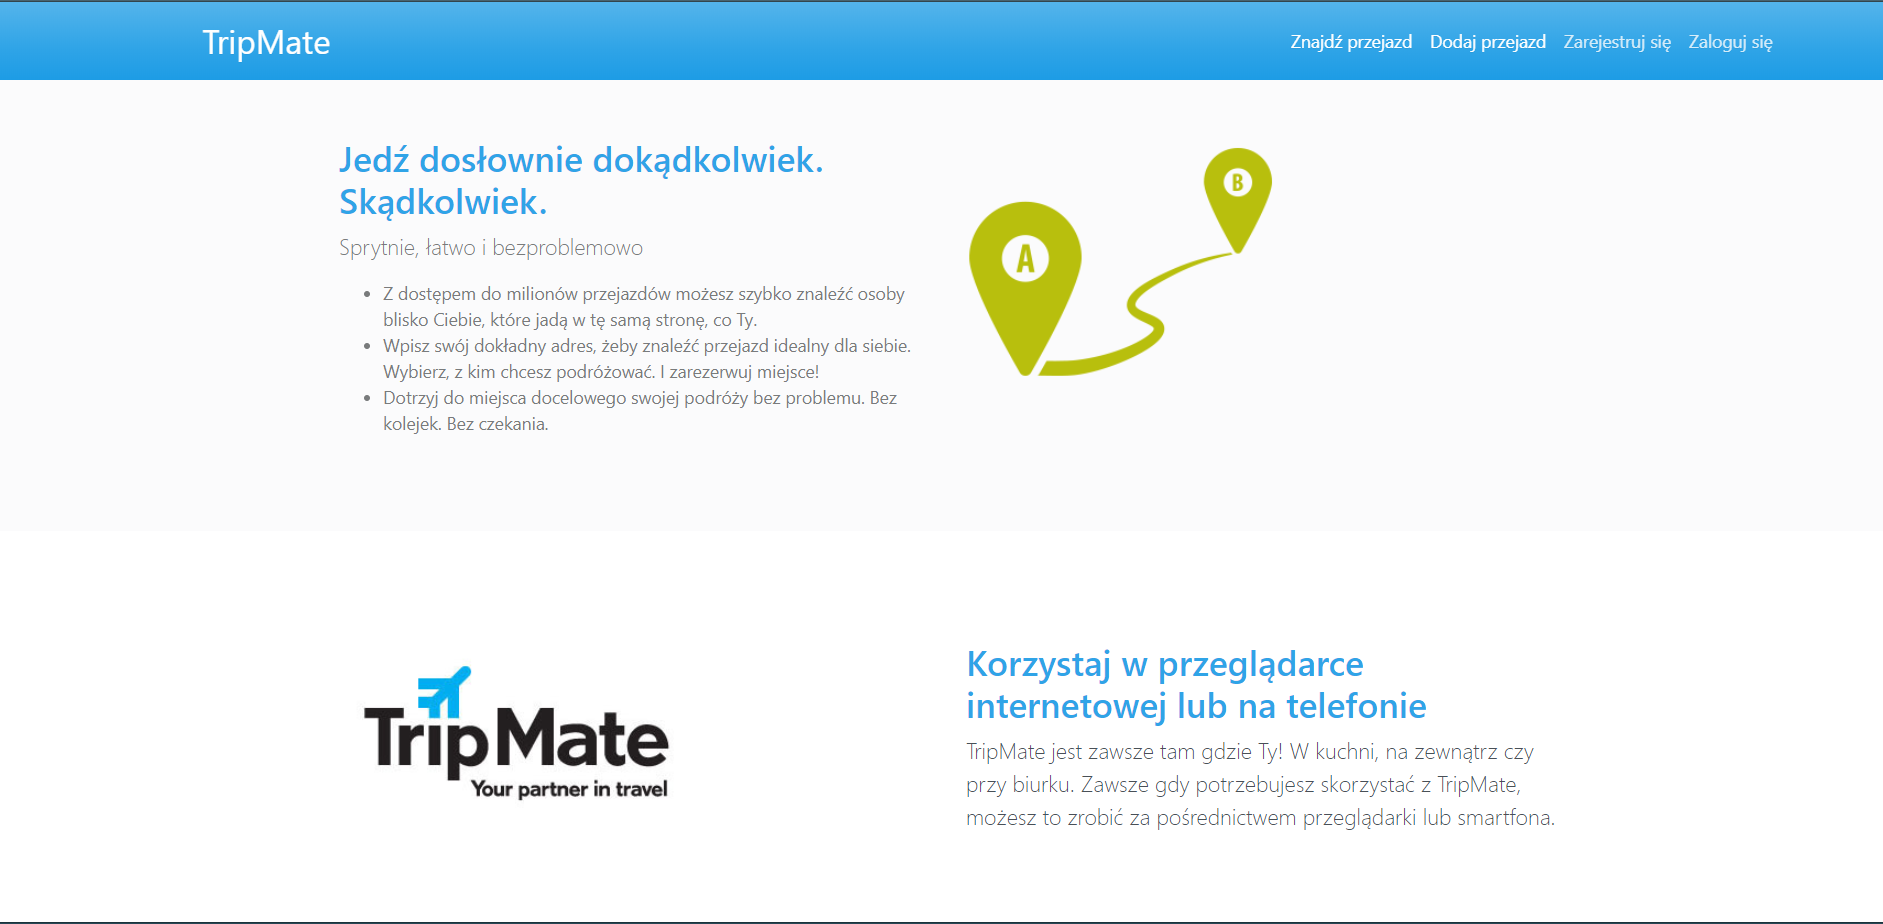 TripMate
Znajdź przejazd Dodaj przejazd Zarejestruj się Zaloguj się
Jedź dosłownie dokądkolwiek.
Skądkolwiek.
Sprytnie, łatwo i bezproblemowo
• Z dostępem do milionów przejazdów możesz szybko znaleźć osoby
blisko Ciebie, które jadą w tę samą stronę, co Ty.
• Wpisz swój dokładny adres, żeby znaleźć przejazd idealny dla siebie.
Wybierz, z kim chcesz podróżować. I zarezerwuj miejsce!
• Dotrzyj do miejsca docelowego swojej podróży bez problemu. Bez
kolejek. Bez czekania.
A
B
TripMate
Your partner in travel
Korzystaj w przeglądarce
internetowej lub na telefonie
TripMate jest zawsze tam gdzie Ty! W kuchni, na zewnątrz czy
przy biurku. Zawsze gdy potrzebujesz skorzystać z TripMate,
możesz to zrobić za pośrednictwem przeglądarki lub smartfona.